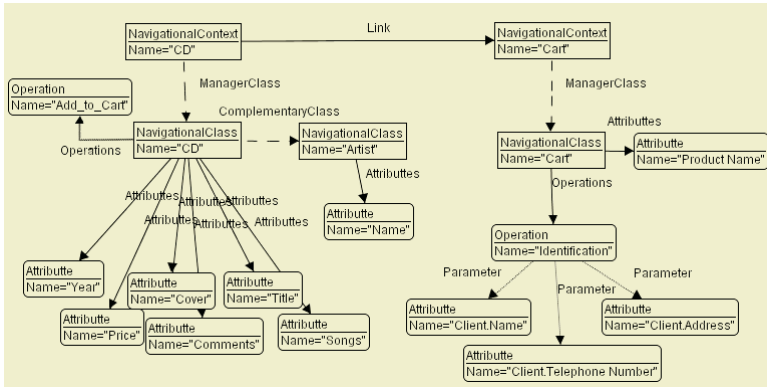 NavigationalContext
Name="CD"
Link
NavigationalContext
Name="Cart"
ManagerClass
ManagerClass
Operation
Name="Add_to_Cart"
ComplementaryClass
Operations
NavigationalClass
Name="CD"
NavigationalClass
Name="Artist"
NavigationalClass
Name="Cart"
Attributtes
Attributte
Name="Product Name"
Attributtes
Operations
Attributtes
Attributtes
Attributtes
Attributtes
Attributtes
Attributte
Name="Name"
Operation
Name="Identification"
Attributte
Name="Year"
Attributte
Name="Cover"
Attributte
Name="Title"
Parameter
Parameter
Parameter
Attributte
Name="Price"
Attributte
Name="Comments"
Attributte
Name="Songs"
Attributte
Name="Client.Name"
Attributte
Name="Client.Address"
Attributte
Name="Client.Telephone Number"